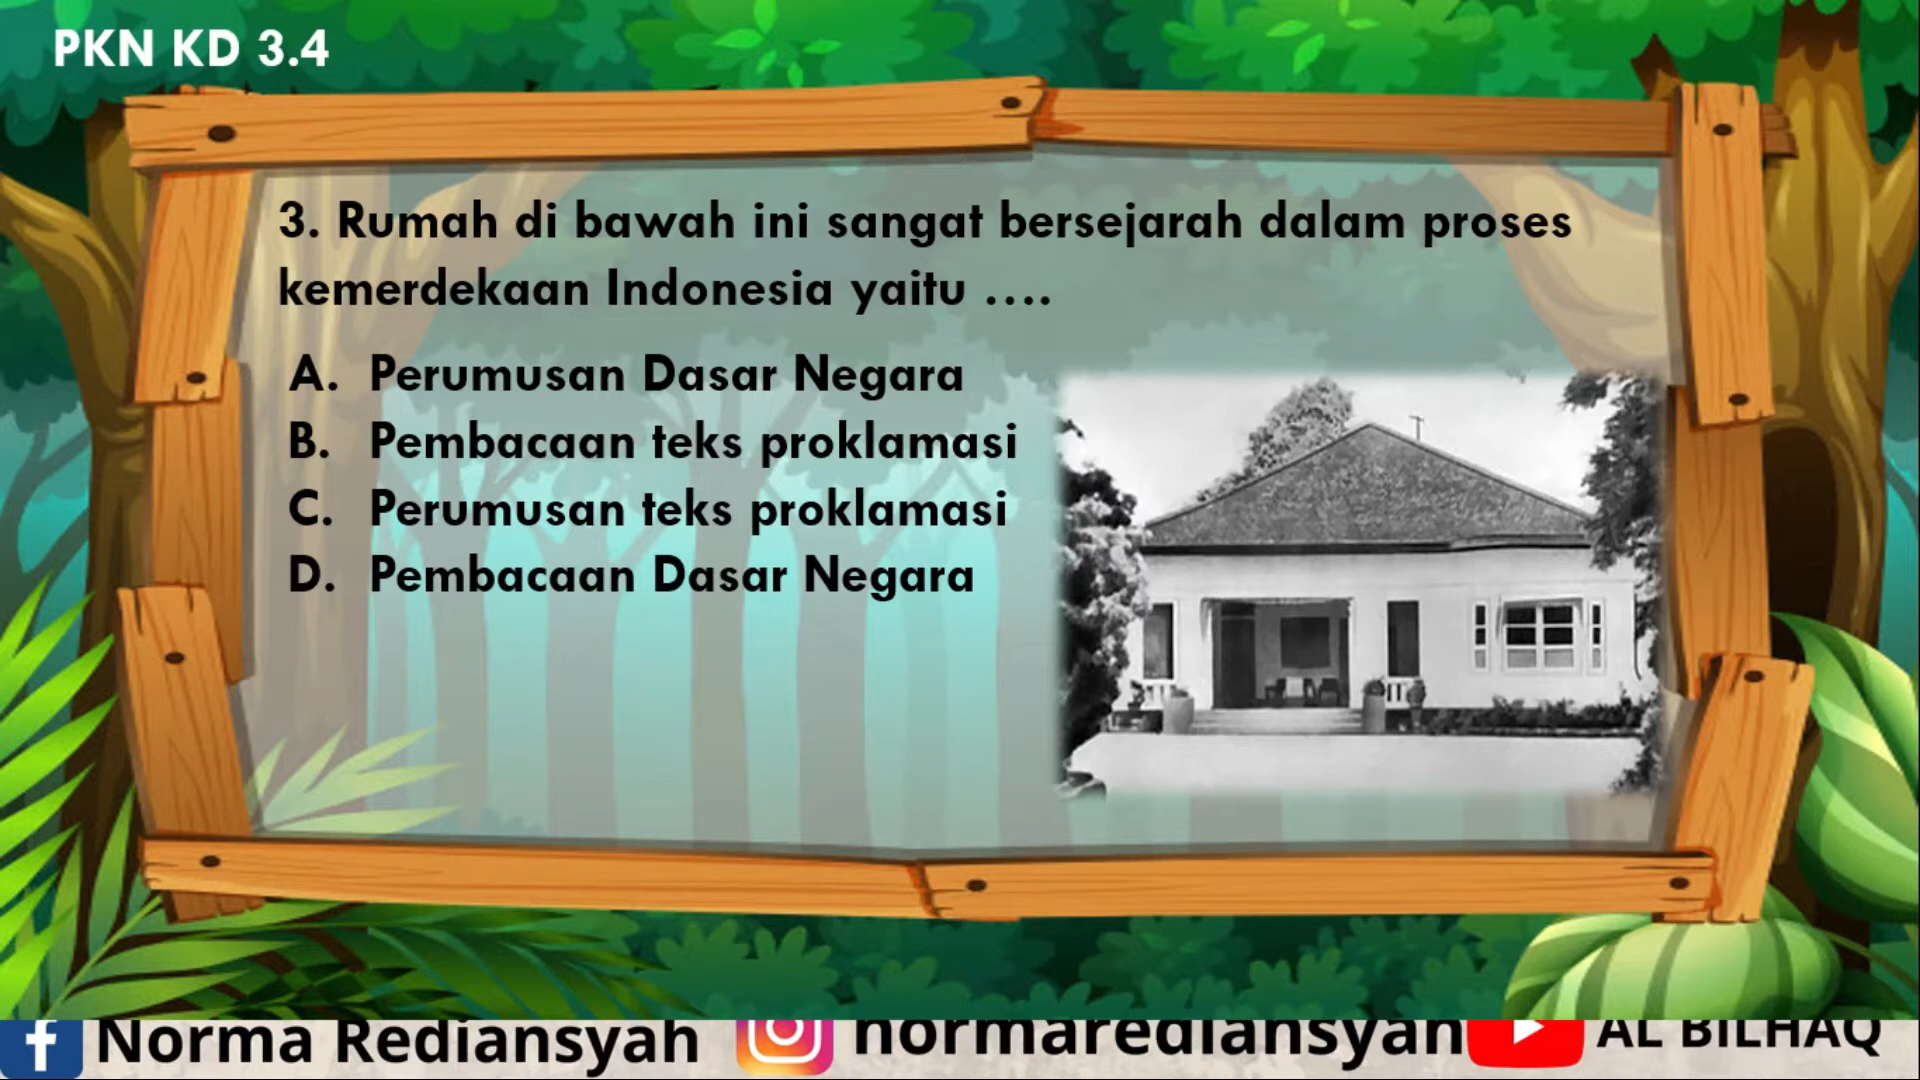 PKN KD 3.4
3. Rumah di bawah ini sangat bersejarah dalam proses
kemerdekaan Indonesia yaitu ....
A. Perumusan Dasar Negara
B. Pembacaan teks proklamasi
C. Perumusan teks proklamasi
D. Pembacaan Dasar Negara
Norma Rediansyah normarediansyah AL BILHAQ